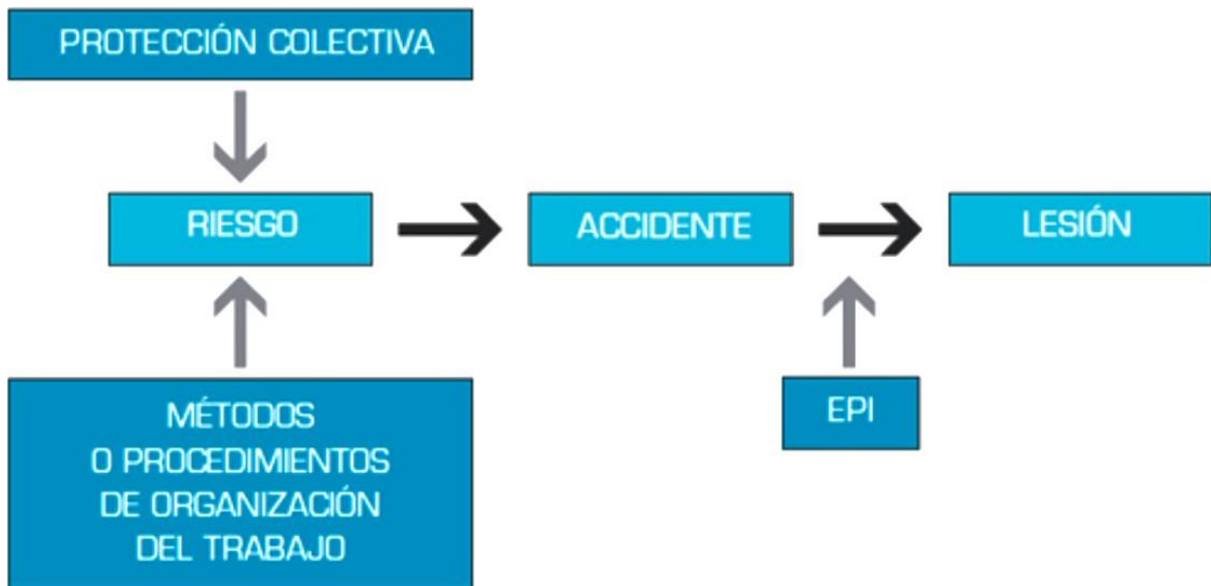 PROTECCIÓN COLECTIVA
RIESGO
ACCIDENTE
LESIÓN
MÉTODOS
O PROCEDIMIENTOS
DE ORGANIZACIÓN
DEL TRABAJO
EPI